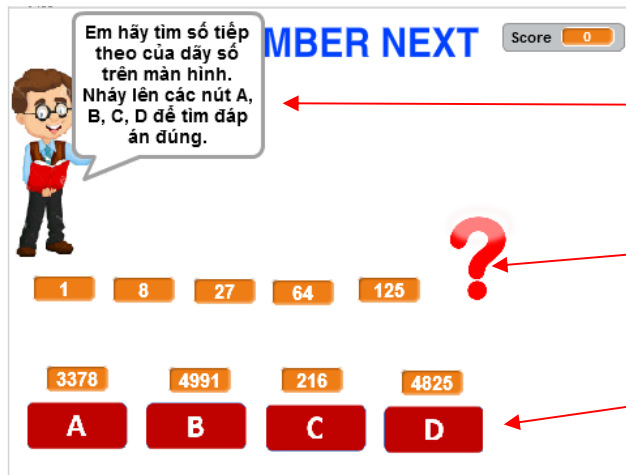 Em hãy tìm số tiếp
theo của dãy số
trên màn hình.
Nháy lên các nút A,
B, C, D để tìm đáp
án đúng.
MBER NEXT
Score 0
1 8 27 64 125
?
3378 4991 216 4825
A B C D